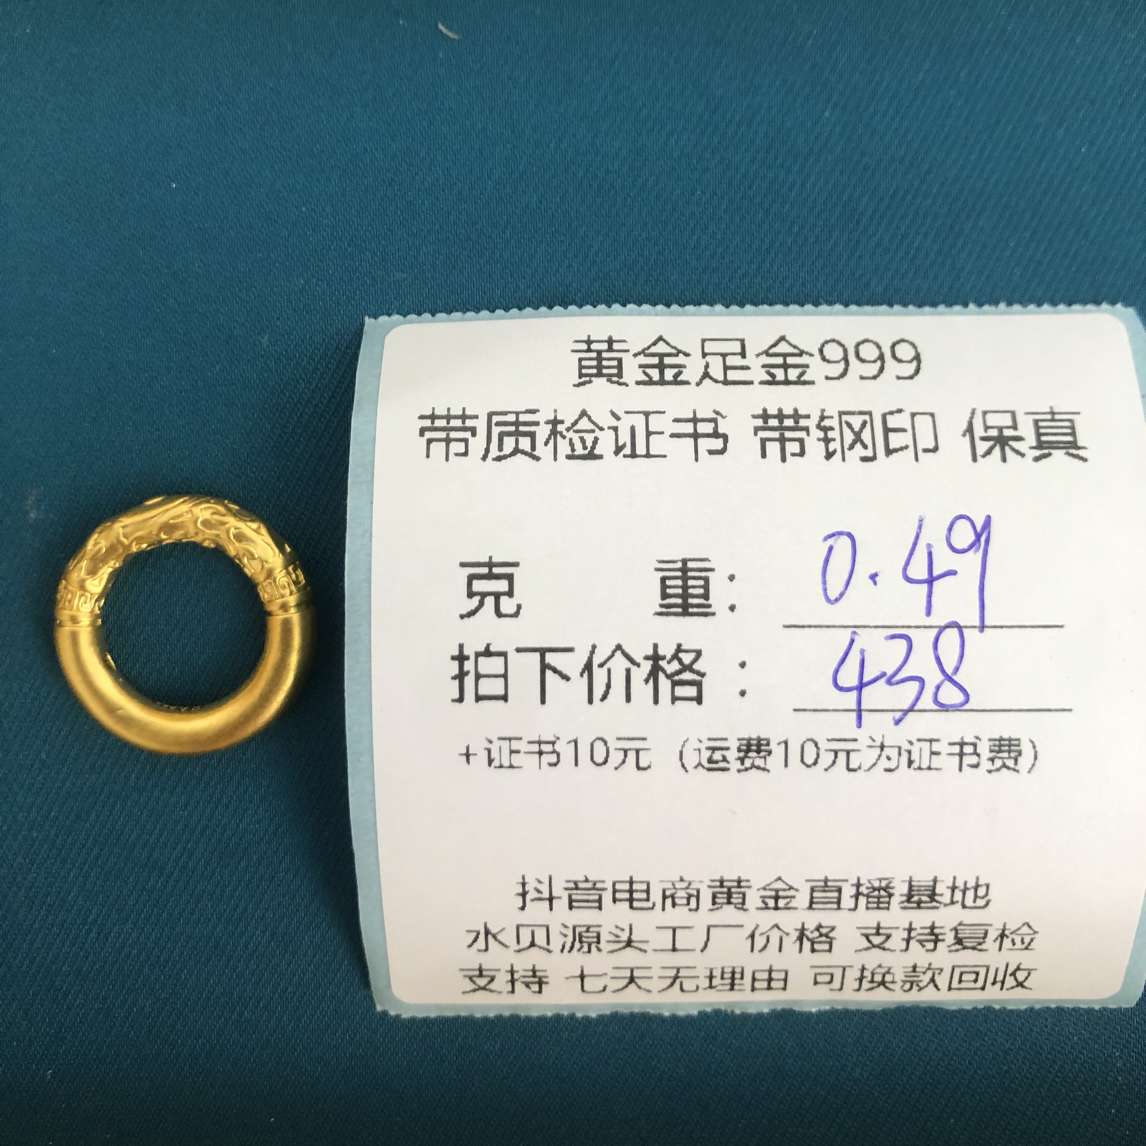 黄金足金999
带质检证书 带钢印 保真
克 重: 0.49
拍下价格: 438
+证书10元（运费10元为证书费）
抖音电商黄金直播基地
水贝源头工厂价格 支持复检
支持 七天无理由 可换款回收